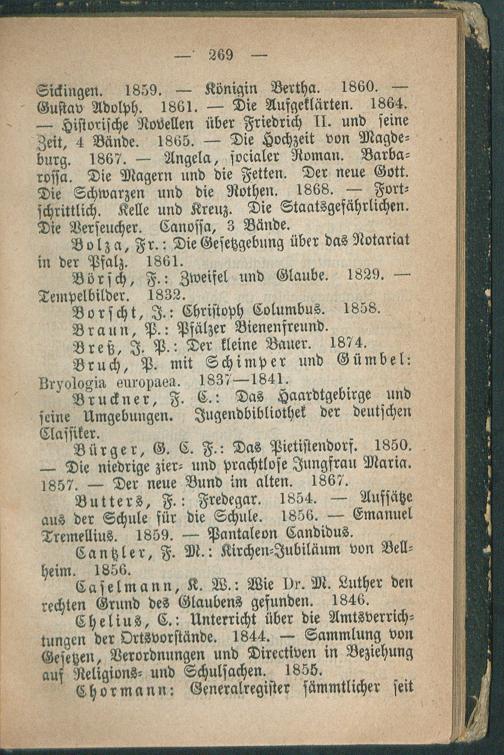 — 269 —
Sickingen. 1859. — Königin Bertha. 1860. —
Gustav Adolph. 1861. — Die Aufgeklärten. 1864.
— Historische Novellen über Friedrich II. und seine
Zeit, 4 Bände. 1865. — Die Hochzeit von Magde-
burg. 1867. — Angela, socialer Roman. Barba-
rossa. Die Magern und die Fetten. Der neue Gott.
Die Schwarzen und die Rothen. 1868. — Fort-
schrittlich. Kelle und Kreuz. Die Staatsgefährlichen.
Die Verseucher. Canossa, 3 Bände.
Bolza, Fr.: Die Gesetzgebung über das Notariat
in der Pfalz. 1861.
Börsch, F.: Zweifel und Glaube. 1829. —
Tempelbilder. 1832.
Borscht, J.: Christoph Columbus. 1858.
Braun, P.: Pfälzer Bienenfreund.
Bretz, J. P.: Der kleine Bauer. 1874.
Bruch, P. mit Schimper und Gümbel:
Bryologia europaea. 1837—1841.
Bruckner, F. C.: Das Haardtgebirge und
seine Umgebungen. Jugendbibliothek der deutschen
Classiker.
Bürger, G. C. F.: Das Pietistendorf. 1850.
— Die niedrige zier- und prachtlose Jungfrau Maria.
1857. — Der neue Bund im alten. 1867.
Butters, F.: Fredegar. 1854. — Aufsätze
aus der Schule für die Schule. 1856. — Emanuel
Tremellius. 1859. — Pantaleon Candidus.
Cantzler, F. M.: Kirchen-Jubiläum von Bell-
heim. 1856.
Caselmann, K. W.: Wie Dr. M. Luther den
rechten Grund des Glaubens gefunden. 1846.
Chelius, C.: Unterricht über die Amtsverrich-
tungen der Ortsvorstände. 1844. — Sammlung von
Gesetzen, Verordnungen und Directiven in Beziehung
auf Religions- und Schulsachen. 1855.
Chormann: Generalregister sämmtlicher seit